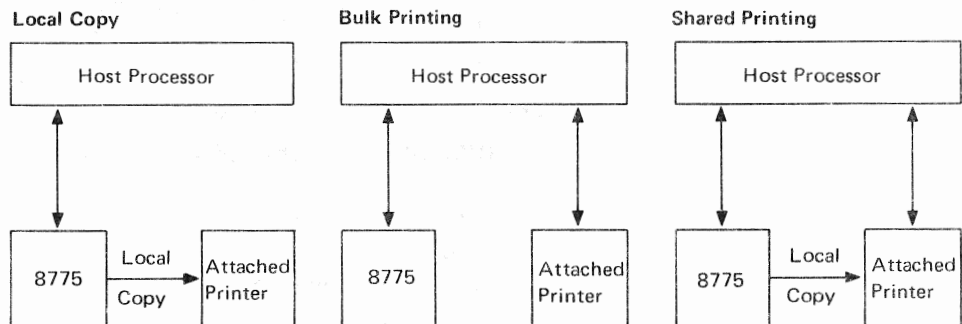 Local Copy
Host Processor
8775
Local
Copy
Attached
Printer
Bulk Printing
Host Processor
8775
Attached
Printer
Shared Printing
Host Processor
8775
Local
Copy
Attached
Printer